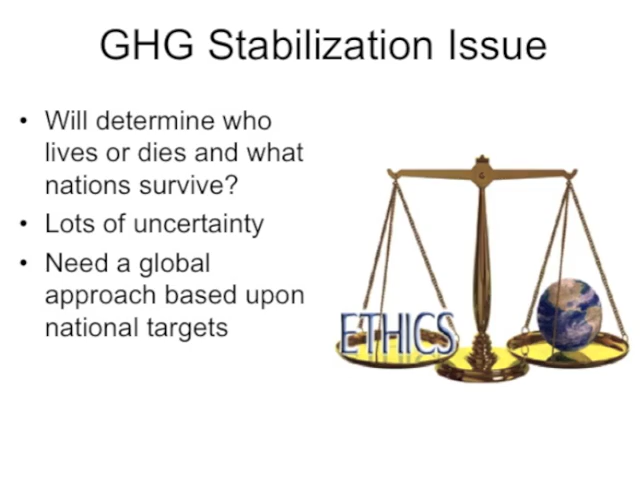 GHG Stabilization Issue
• Will determine who
lives or dies and what
nations survive?
• Lots of uncertainty
• Need a global
approach based upon
national targets
ETHICS